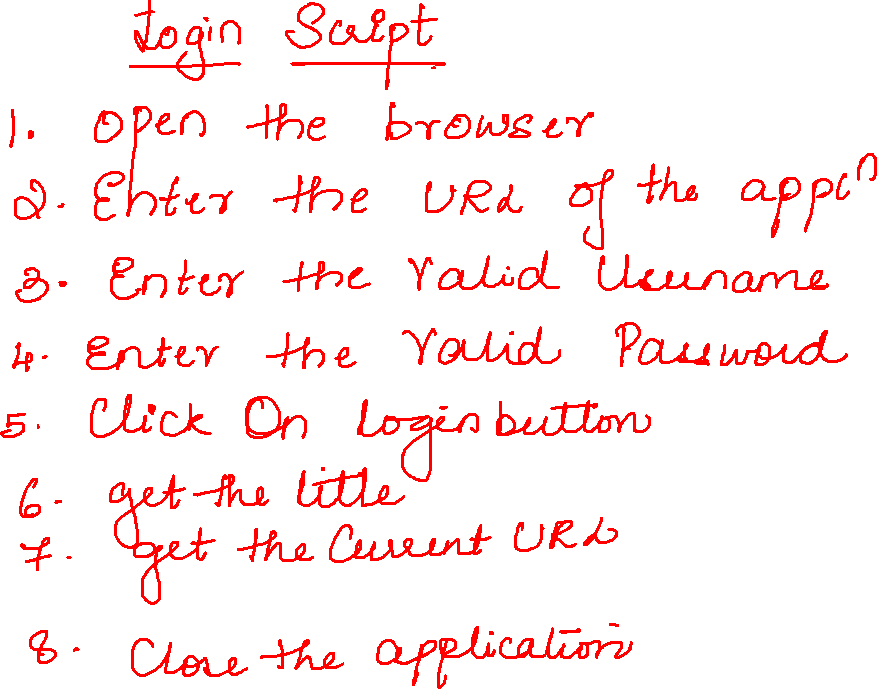 Login Script
1. open the browser
2. Enter the URL of the appcn
3. Enter the Valid Username
4. Enter the Valid Password
5. Click On Login button
6. get the title
7. get the Current URL
8. Close the application